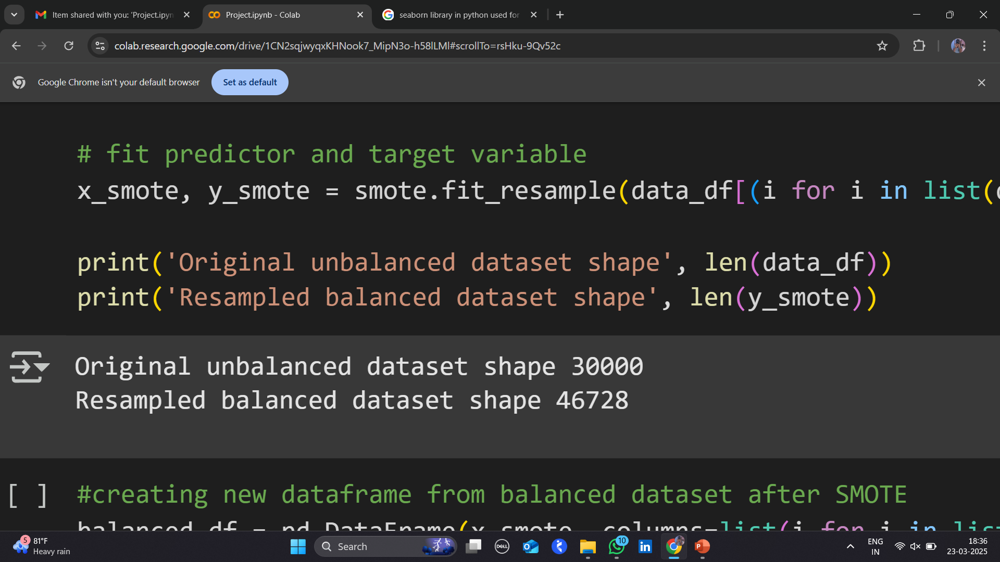 Item shared with you: 'Project.ipyn
Project.ipynb - Colab
seaborn library in python used for
colab.research.google.com/drive/1CN2sqjwyqxKHNook7_MipN3o-h58lLMl#scrollTo=rsHku-9Qv52c
Google Chrome isn't your default browser
Set as default
# fit predictor and target variable
x_smote, y_smote = smote.fit_resample(data_df[(i for i in list(
print('Original unbalanced dataset shape', len(data_df))
print('Resampled balanced dataset shape', len(y_smote))
Original unbalanced dataset shape 30000
Resampled balanced dataset shape 46728
[ ] #creating new dataframe from balanced dataset after SMOTE
balanced_df = pd.DataFrame(x_smote, columns=list(i for i in list
5
81°F
Heavy rain
Search
DELL
10
in
P
ENG
IN
18:36
23-03-2025